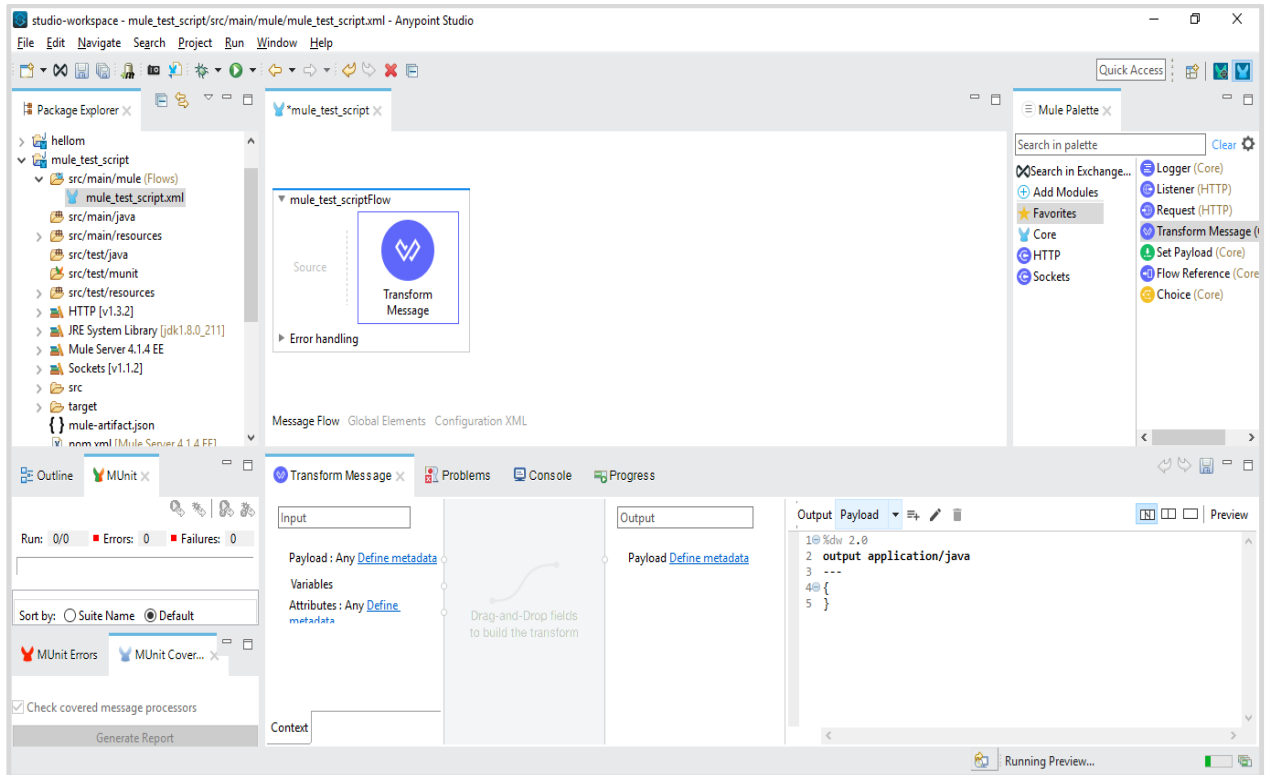 studio-workspace - mule_test_script/src/main/mule/mule_test_script.xml - Anypoint Studio
File Edit Navigate Search Project Run Window Help
Quick Access
Package Explorer
hellom
mule_test_script
src/main/mule (Flows)
mule_test_script.xml
src/main/java
src/main/resources
src/test/java
src/test/munit
src/test/resources
HTTP [v1.3.2]
JRE System Library [jdk1.8.0_211]
Mule Server 4.1.4 EE
Sockets [v1.1.2]
src
target
mule-artifact.json
pom.xml [Mule Server 4.1.4 EE]
*mule_test_script
mule_test_scriptFlow
Source
Transform
Message
Error handling
Message Flow Global Elements Configuration XML
Mule Palette
Search in palette
Clear
Search in Exchange...
Add Modules
Favorites
Core
HTTP
Sockets
Logger (Core)
Listener (HTTP)
Request (HTTP)
Transform Message (
Set Payload (Core)
Flow Reference (Core
Choice (Core)
Outline MUnit
Run: 0/0 Errors: 0 Failures: 0
Sort by: Suite Name Default
MUnit Errors MUnit Cover...
Check covered message processors
Generate Report
Transform Message Problems Console Progress
Input
Payload : Any Define metadata
Variables
Attributes : Any Define
metadata
Context
Drag-and-Drop fields
to build the transform
Output
Payload Define metadata
Output Payload Preview
1 %dw 2.0
2 output application/java
3 ---
4 {
5 }
Running Preview...